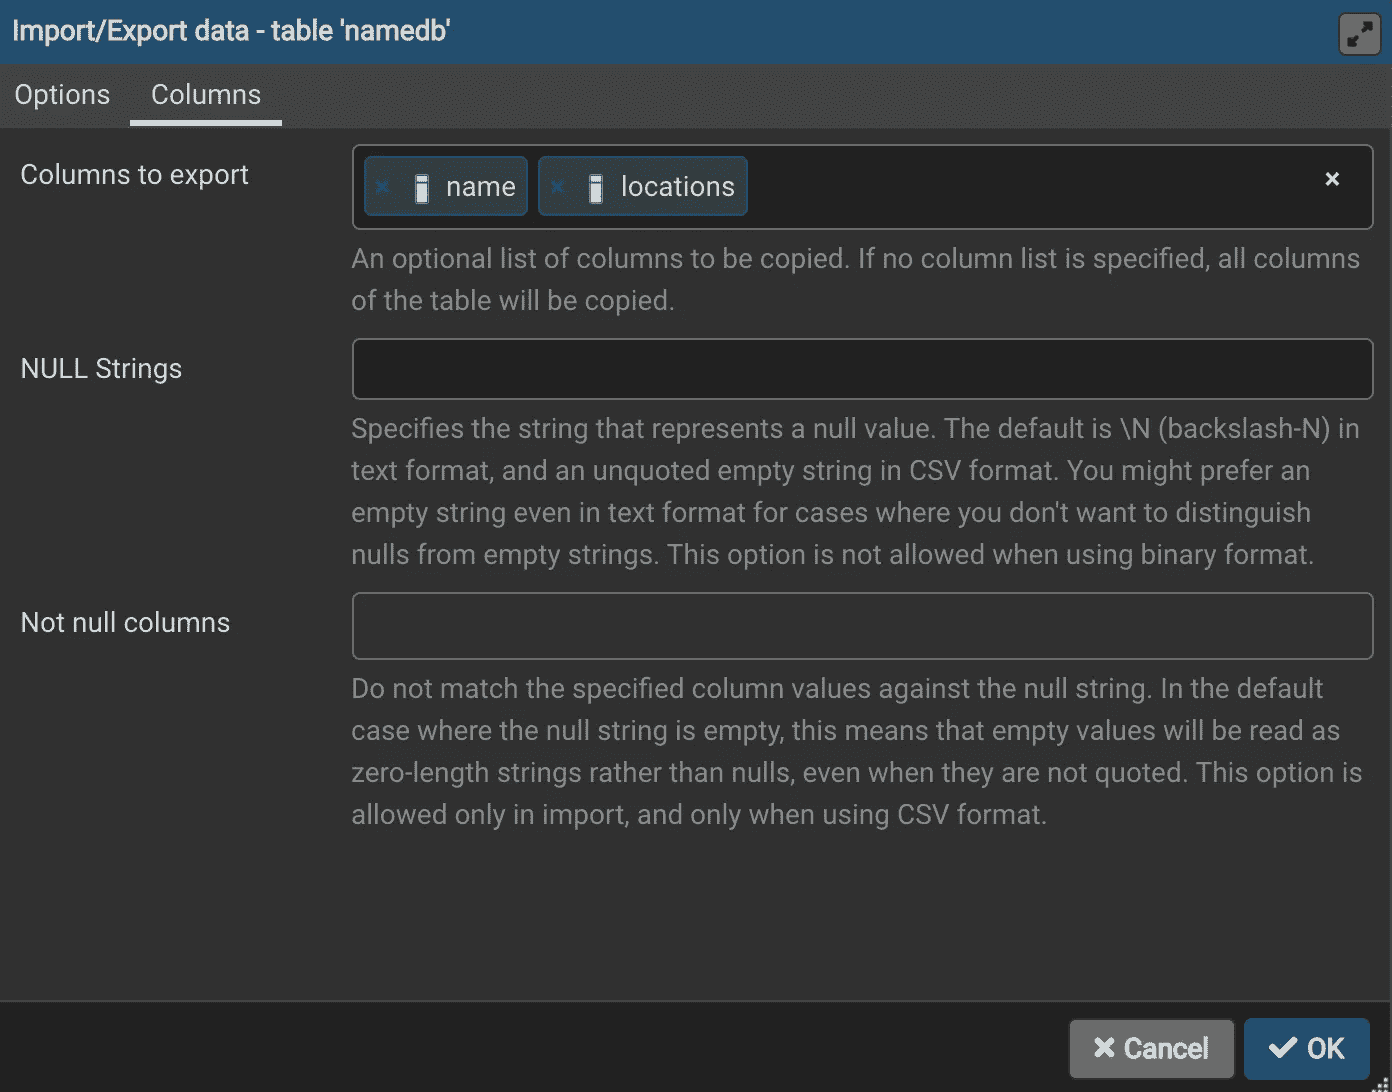 Import/Export data - table 'namedb'
Options Columns
Columns to export
name locations
An optional list of columns to be copied. If no column list is specified, all columns
of the table will be copied.
NULL Strings
Specifies the string that represents a null value. The default is \N (backslash-N) in
text format, and an unquoted empty string in CSV format. You might prefer an
empty string even in text format for cases where you don't want to distinguish
nulls from empty strings. This option is not allowed when using binary format.
Not null columns
Do not match the specified column values against the null string. In the default
case where the null string is empty, this means that empty values will be read as
zero-length strings rather than nulls, even when they are not quoted. This option is
allowed only in import, and only when using CSV format.
Cancel OK